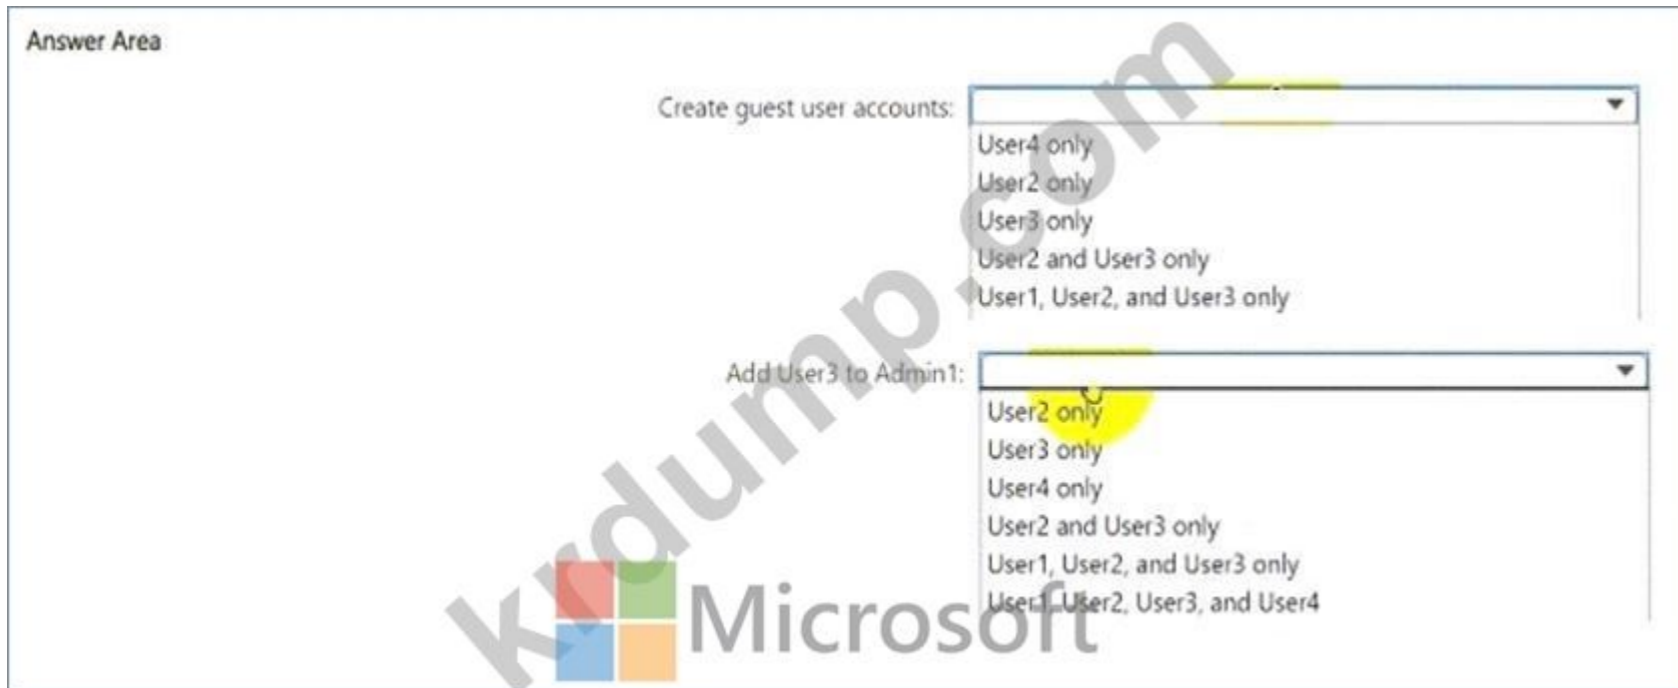 Answer Area
Create guest user accounts:
User4 only
User2 only
User3 only
User2 and User3 only
User1, User2, and User3 only
Add User3 to Admin1:
User2 only
User3 only
User4 only
User2 and User3 only
User1, User2, and User3 only
User1, User2, User3, and User4
Microsoft
krdump.com